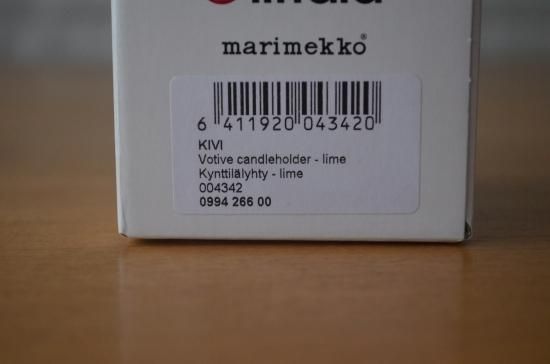 marimekko®
6 411920 043420
KIVI
Votive candleholder - lime
Kynttilälyhty - lime
004342
0994 266 00